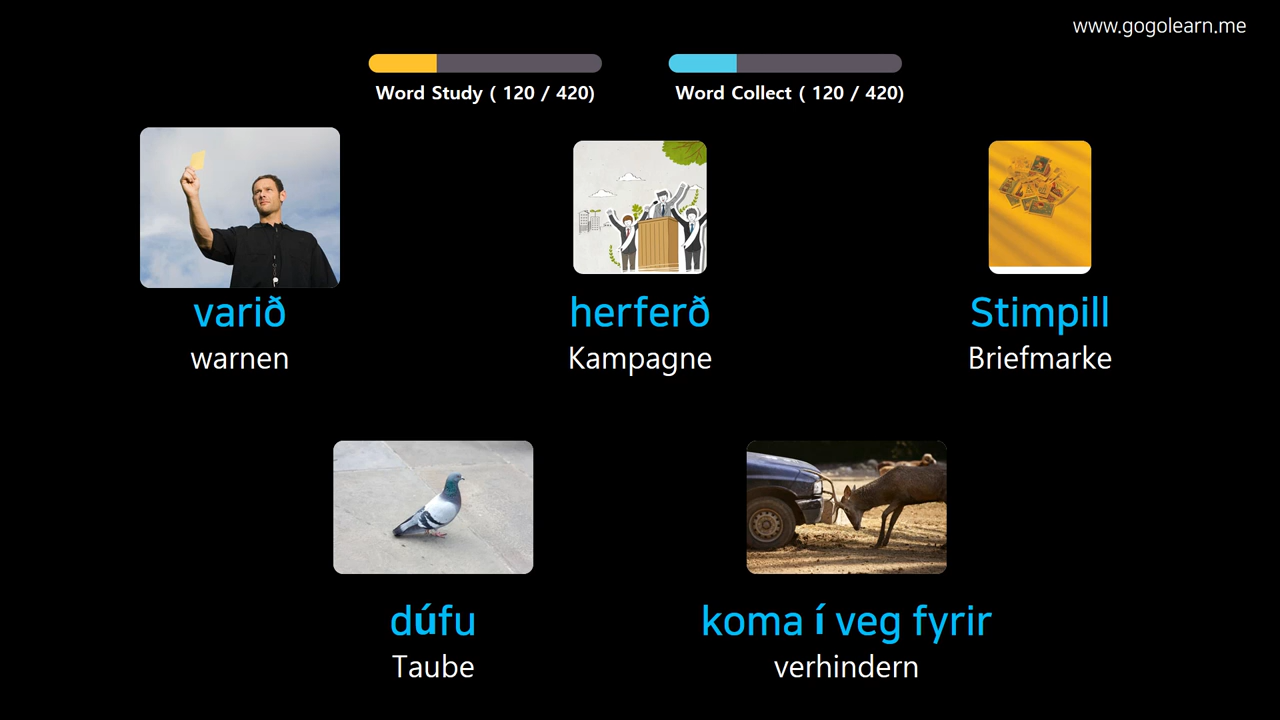 www.gogolearn.me
Word Study ( 120 / 420)
Word Collect ( 120 / 420)
varið
warnen
herferð
Kampagne
Stimpill
Briefmarke
dúfu
Taube
koma í veg fyrir
verhindern